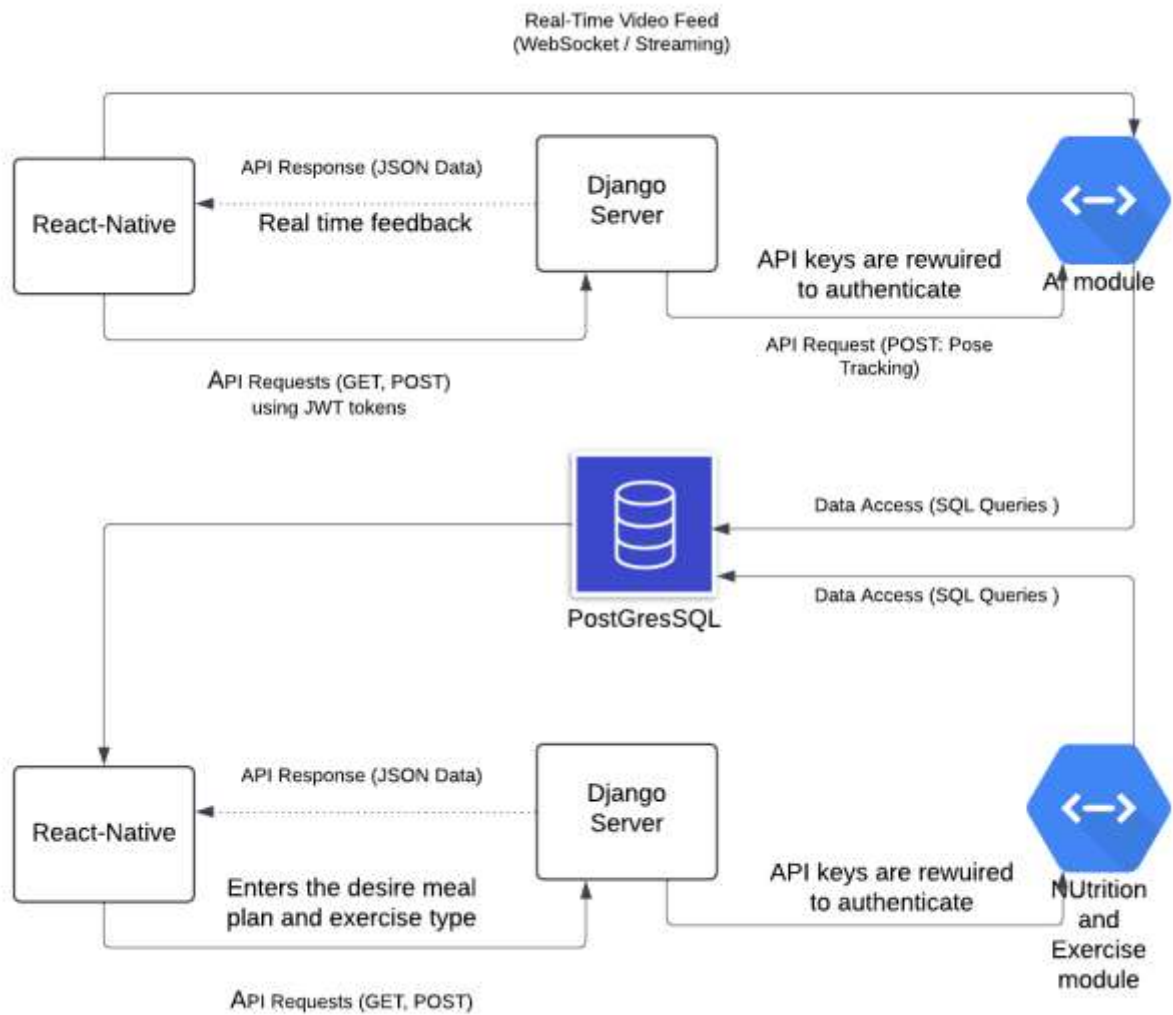 Real-Time Video Feed
(WebSocket / Streaming)
API Response (JSON Data)
Django
Server
React-Native
Real time feedback
API keys are rewuired
to authenticate
AI module
API Request (POST: Pose
Tracking)
API Requests (GET, POST)
using JWT tokens
Data Access (SQL Queries )
Data Access (SQL Queries )
PostGresSQL
API Response (JSON Data)
Django
Server
React-Native
API keys are rewuired
to authenticate
Enters the desire meal
plan and exercise type
NUtrition
and
Exercise
module
API Requests (GET, POST)